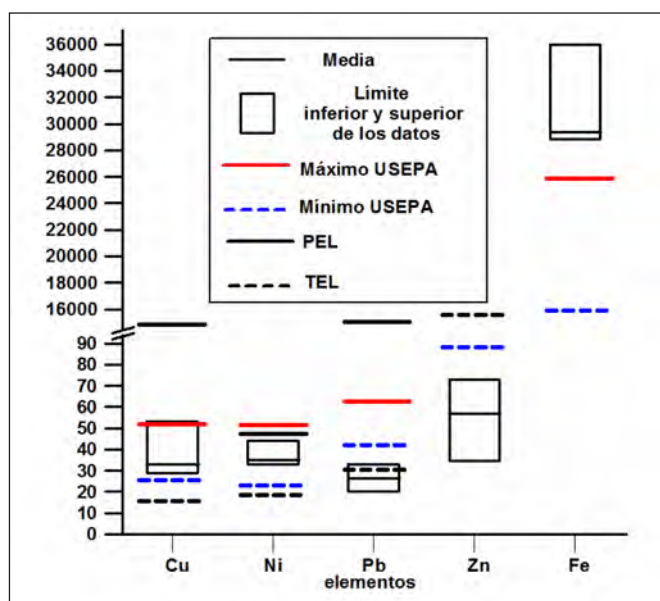 36000
34000
32000
30000
28000
26000
24000
22000
20000
18000
16000
90
80
70
60
50
40
30
20
10
0
Media
Limite
inferior y superior
de los datos
Máximo USEPA
Mínimo USEPA
PEL
TEL
Cu Ni Pb Zn Fe
elementos